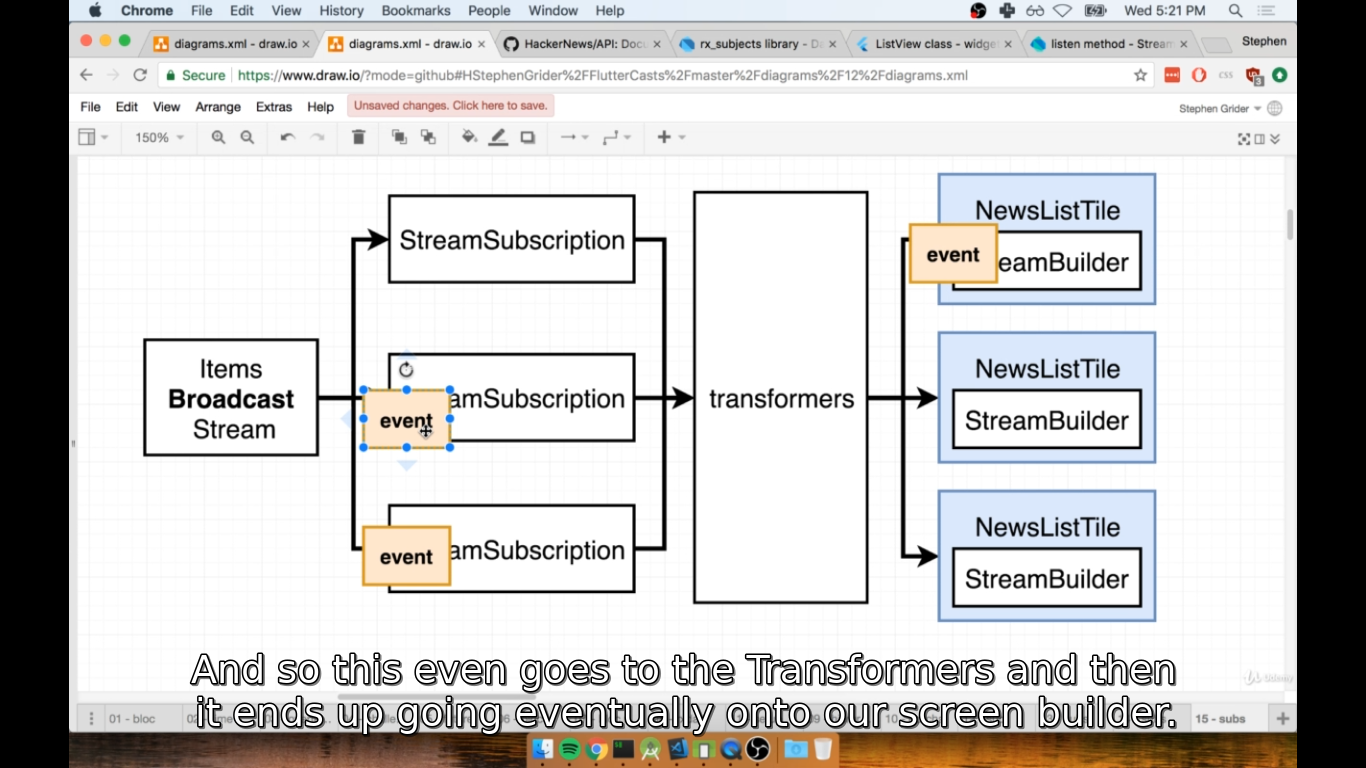 Chrome File Edit View History Bookmarks People Window Help Wed 5:21 PM
diagrams.xml - draw.io diagrams.xml - draw.io HackerNews/API: Docu rx_subjects library - D ListView class - widge listen method - Stream Stephen
Secure https://www.draw.io/?mode=github#HStephenGrider%2FFlutterCasts%2Fmaster%2Fdiagrams%2F12%2Fdiagrams.xml
File Edit View Arrange Extras Help Unsaved changes. Click here to save. Stephen Grider
150%
StreamSubscription
NewsListTile
event
eamBuilder
Items
Broadcast
Stream
amSubscription
event
transformers
NewsListTile
StreamBuilder
event
amSubscription
NewsListTile
StreamBuilder
And so this even goes to the Transformers and then
it ends up going eventually onto our screen builder.
Udemy
01 - bloc
15 - subs